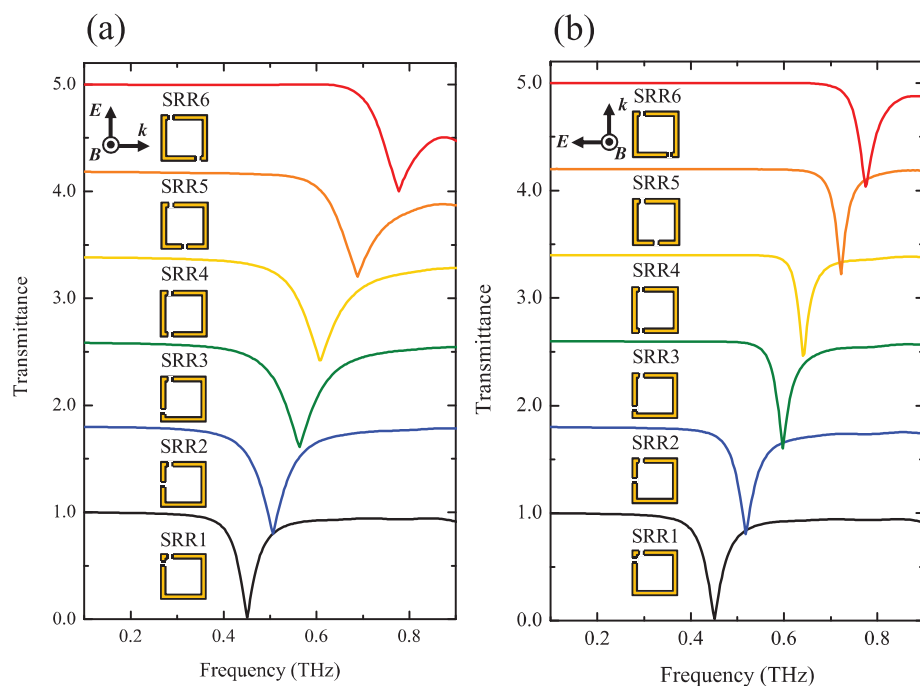 (a)
5.0
4.0
3.0
2.0
1.0
0.0
Transmittance
E
k
B
SRR6
SRR5
SRR4
SRR3
SRR2
SRR1
0.2
0.4
0.6
0.8
Frequency (THz)
(b)
5.0
4.0
3.0
2.0
1.0
0.0
Transmittance
k
E
B
SRR6
SRR5
SRR4
SRR3
SRR2
SRR1
0.2
0.4
0.6
0.8
Frequency (THz)